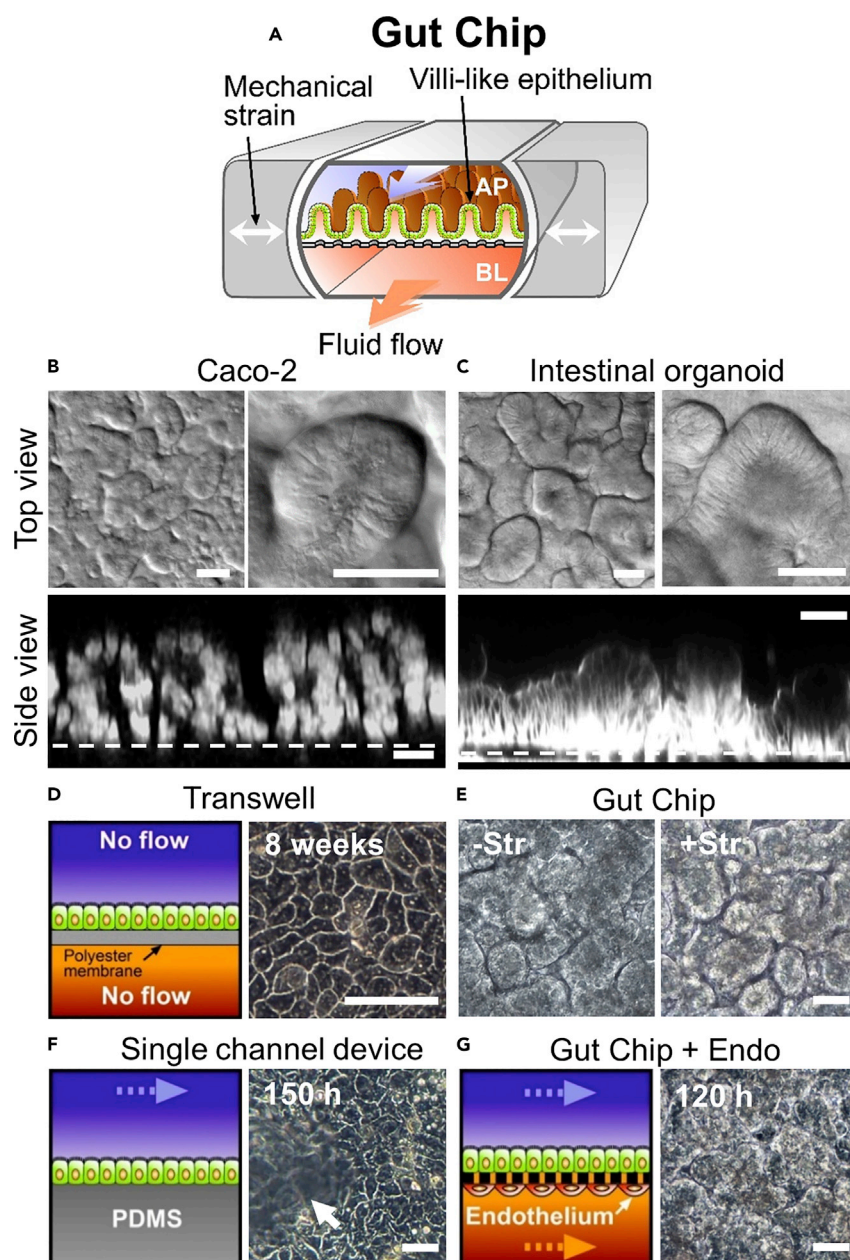 A
Gut Chip
Mechanical
strain
Villi-like epithelium
AP
BL
Fluid flow
B
Caco-2
C
Intestinal organoid
Top view
Side view
D
Transwell
E
Gut Chip
No flow
8 weeks
-Str
+Str
Polyester
membrane
No flow
F
Single channel device
G
Gut Chip + Endo
150 h
120 h
PDMS
Endothelium